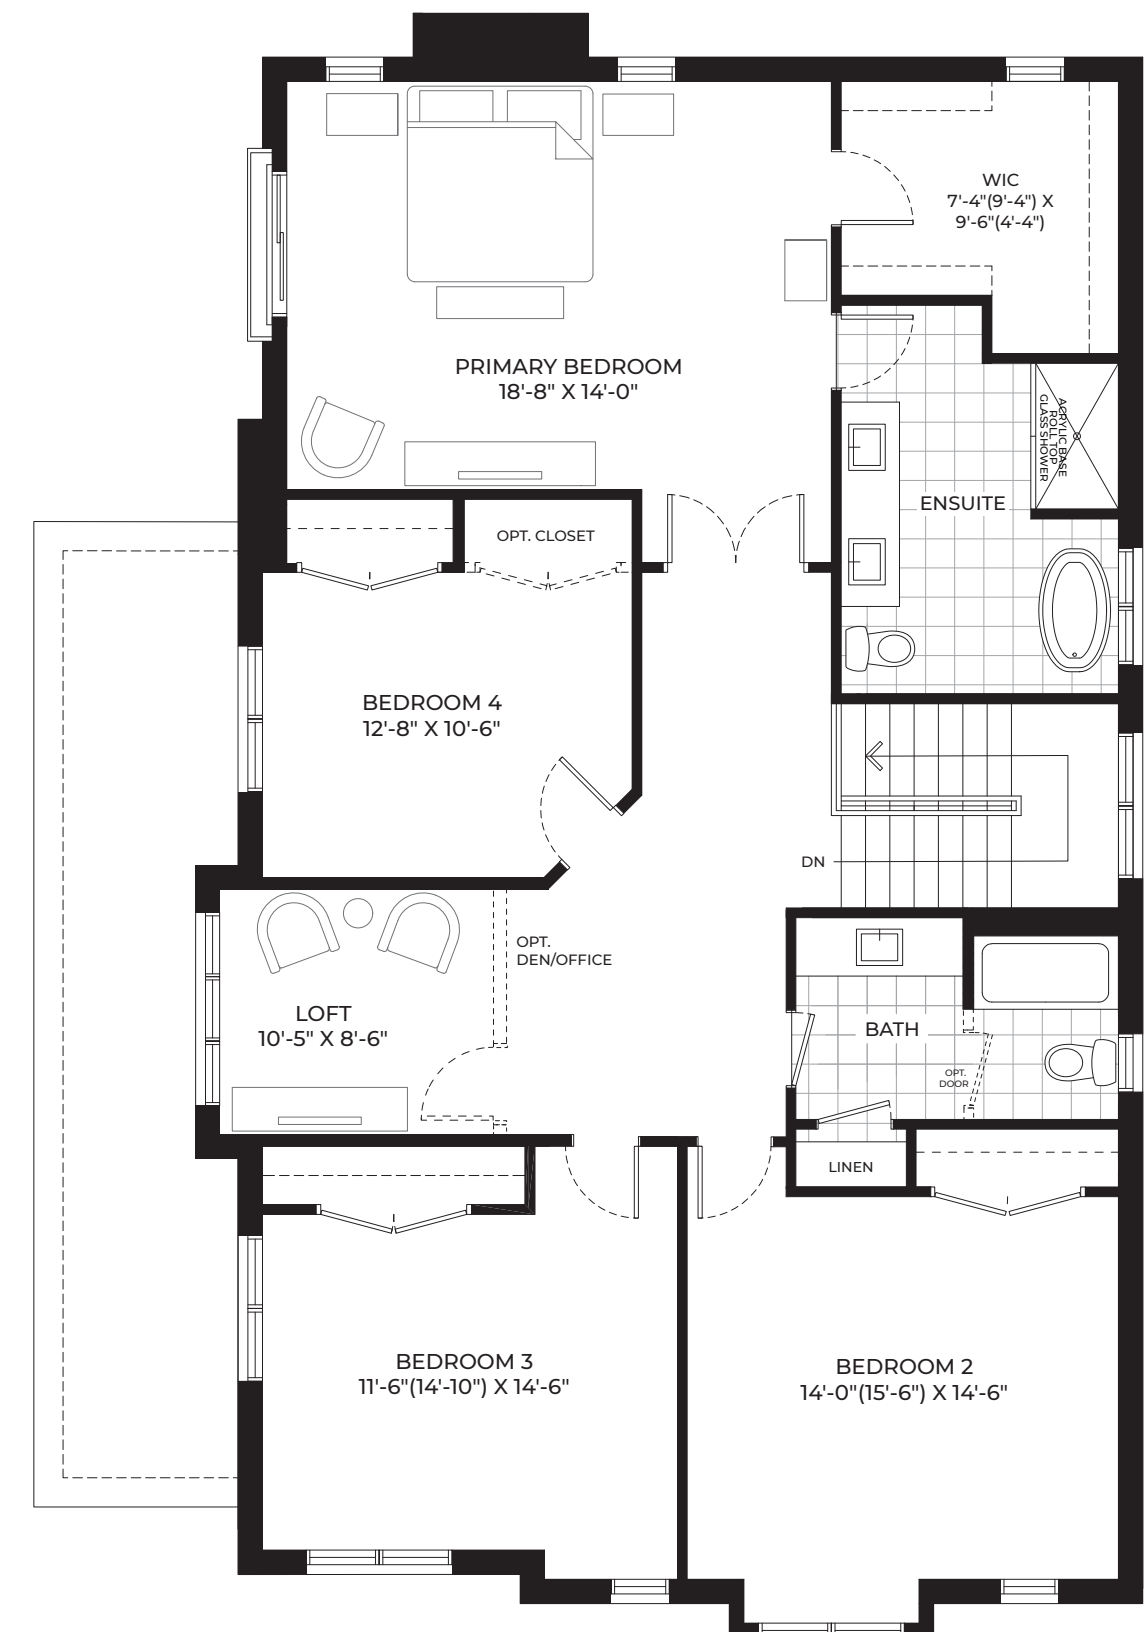 WIC
7'-4"(9'-4") X
9'-6"(4'-4")
PRIMARY BEDROOM
18'-8" X 14'-0"
ACRYLIC BASE
ROLL TOP
GLASS SHOWER
ENSUITE
OPT. CLOSET
BEDROOM 4
12'-8" X 10'-6"
DN
OPT.
DEN/OFFICE
LOFT
10'-5" X 8'-6"
BATH
OPT.
DOOR
LINEN
BEDROOM 3
11'-6"(14'-10") X 14'-6"
BEDROOM 2
14'-0"(15'-6") X 14'-6"